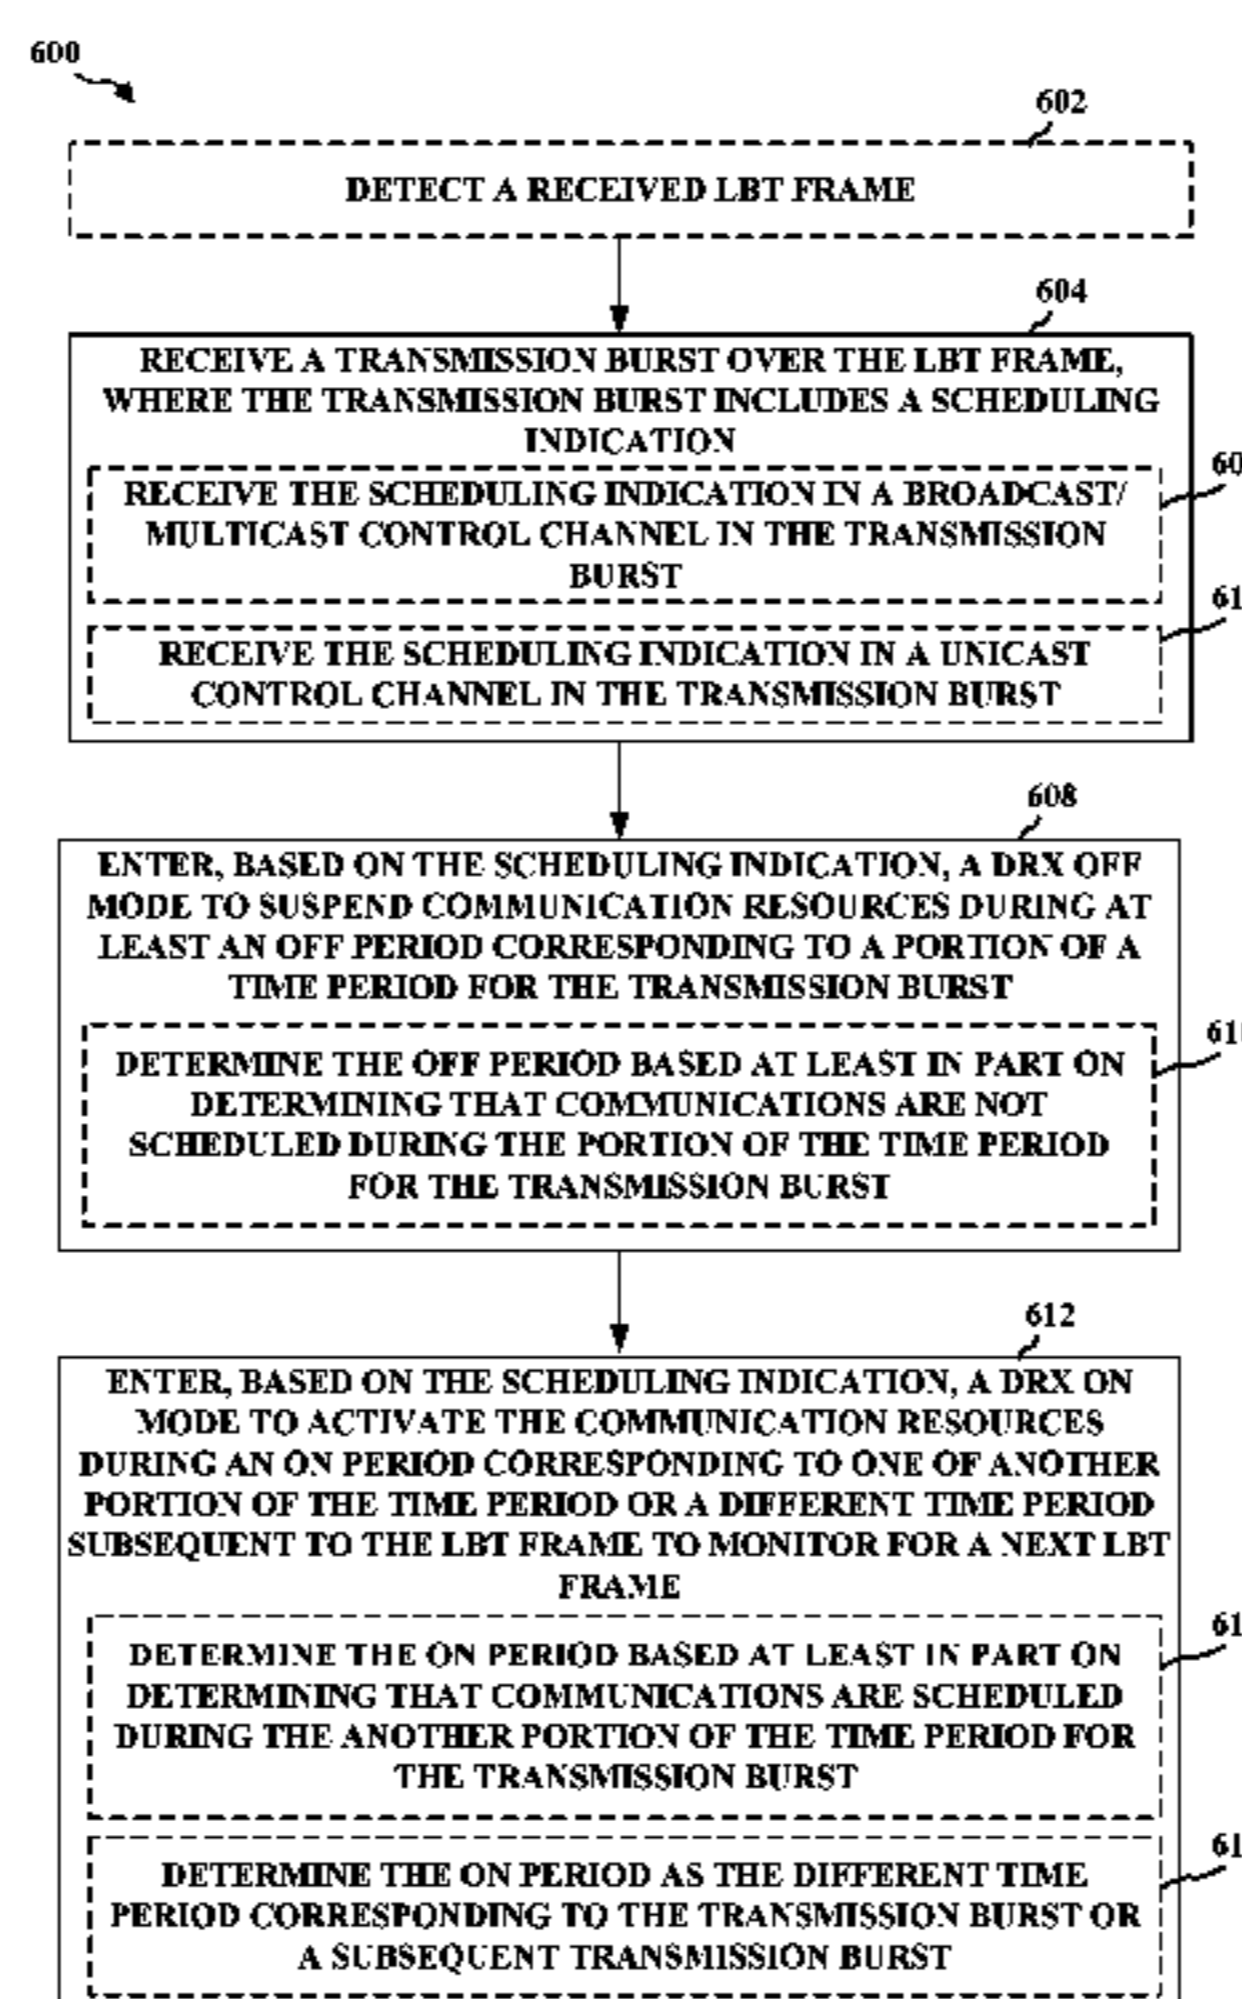 600
602
DETECT A RECEIVED LBT FRAME
604
RECEIVE A TRANSMISSION BURST OVER THE LBT FRAME,
WHERE THE TRANSMISSION BURST INCLUDES A SCHEDULING
INDICATION
RECEIVE THE SCHEDULING INDICATION IN A BROADCAST/
MULTICAST CONTROL CHANNEL IN THE TRANSMISSION
BURST
RECEIVE THE SCHEDULING INDICATION IN A UNICAST
CONTROL CHANNEL IN THE TRANSMISSION BURST
608
ENTER, BASED ON THE SCHEDULING INDICATION, A DRX OFF
MODE TO SUSPEND COMMUNICATION RESOURCES DURING AT
LEAST AN OFF PERIOD CORRESPONDING TO A PORTION OF A
TIME PERIOD FOR THE TRANSMISSION BURST
DETERMINE THE OFF PERIOD BASED AT LEAST IN PART ON
DETERMINING THAT COMMUNICATIONS ARE NOT
SCHEDULED DURING THE PORTION OF THE TIME PERIOD
FOR THE TRANSMISSION BURST
612
ENTER, BASED ON THE SCHEDULING INDICATION, A DRX ON
MODE TO ACTIVATE THE COMMUNICATION RESOURCES
DURING AN ON PERIOD CORRESPONDING TO ONE OF ANOTHER
PORTION OF THE TIME PERIOD OR A DIFFERENT TIME PERIOD
SUBSEQUENT TO THE LBT FRAME TO MONITOR FOR A NEXT LBT
FRAME
DETERMINE THE ON PERIOD BASED AT LEAST IN PART ON
DETERMINING THAT COMMUNICATIONS ARE SCHEDULED
DURING THE ANOTHER PORTION OF THE TIME PERIOD FOR
THE TRANSMISSION BURST
DETERMINE THE ON PERIOD AS THE DIFFERENT TIME
PERIOD CORRESPONDING TO THE TRANSMISSION BURST OR
A SUBSEQUENT TRANSMISSION BURST